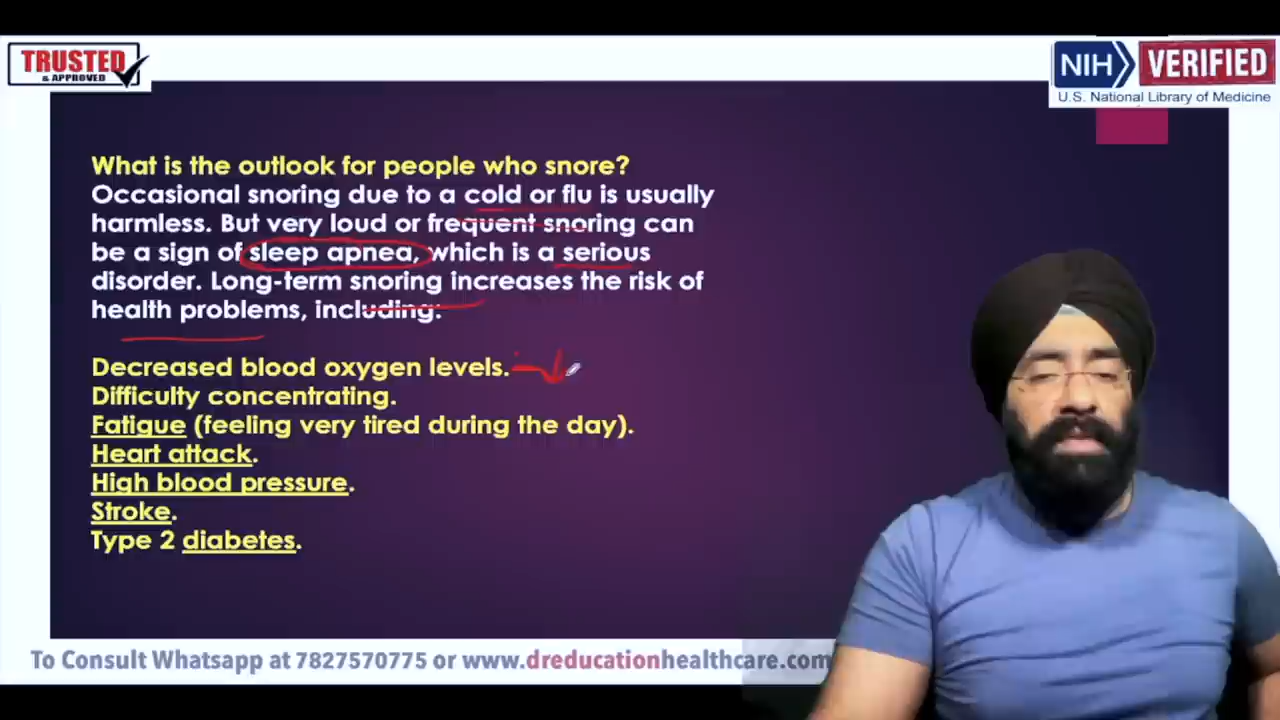 TRUSTED
& APPROVED
NIH VERIFIED
U.S. National Library of Medicine
What is the outlook for people who snore?
Occasional snoring due to a cold or flu is usually
harmless. But very loud or frequent snoring can
be a sign of sleep apnea, which is a serious
disorder. Long-term snoring increases the risk of
health problems, including:
Decreased blood oxygen levels.
Difficulty concentrating.
Fatigue (feeling very tired during the day).
Heart attack.
High blood pressure.
Stroke.
Type 2 diabetes.
To Consult Whatsapp at 7827570775 or www.dreducationhealthcare.com